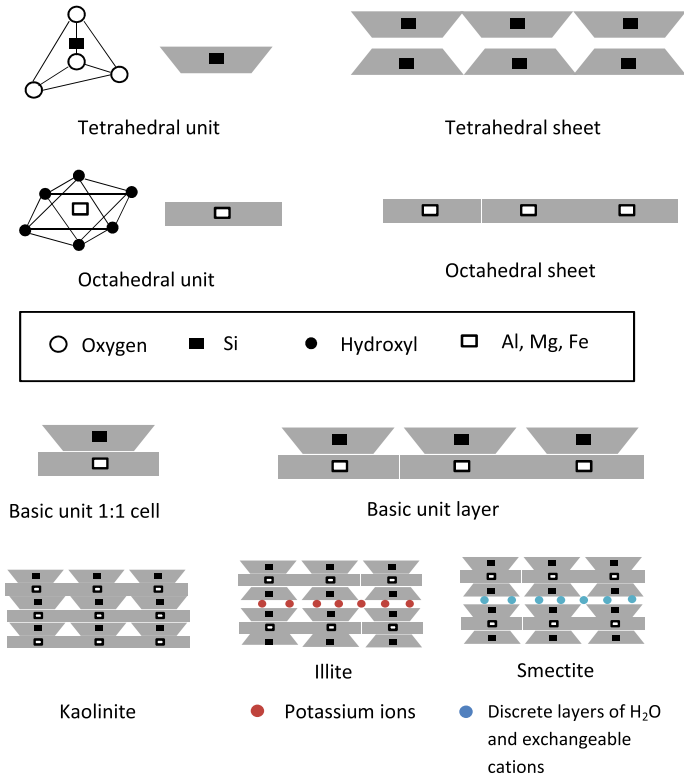 Tetrahedral unit
Tetrahedral sheet
Octahedral unit
Octahedral sheet
Oxygen
Si
Hydroxyl
Al, Mg, Fe
Basic unit 1:1 cell
Basic unit layer
Kaolinite
Illite
Smectite
Potassium ions
Discrete layers of H₂O
and exchangeable
cations